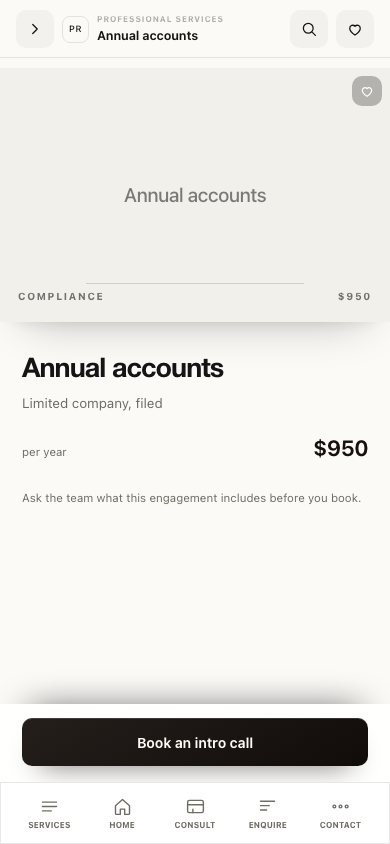 PROFESSIONAL SERVICES
PR
Annual accounts
Annual accounts
COMPLIANCE
$950
Annual accounts
Limited company, filed
per year
$950
Ask the team what this engagement includes before you book.
Book an intro call
SERVICES
HOME
CONSULT
ENQUIRE
CONTACT